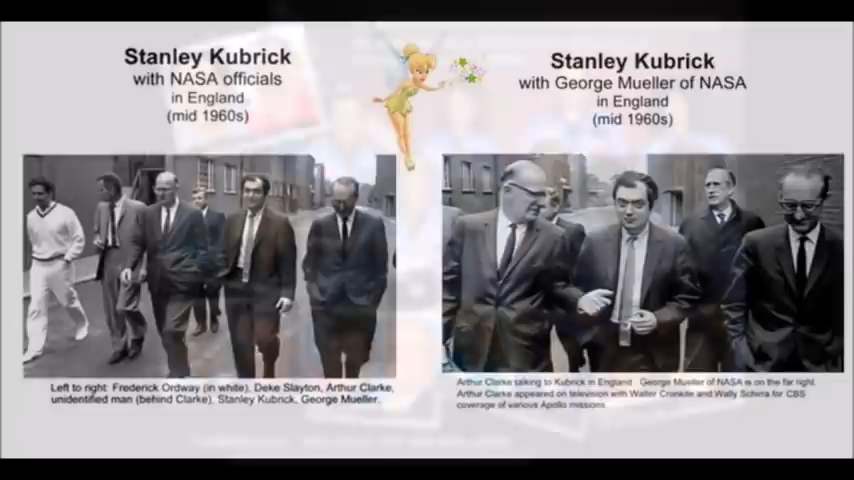 Stanley Kubrick
with NASA officials
in England
(mid 1960s)
Stanley Kubrick
with George Mueller of NASA
in England
(mid 1960s)
Left to right: Frederick Ordway (in white), Deke Slayton, Arthur Clarke,
unidentified man (behind Clarke), Stanley Kubrick, George Mueller.
Arthur Clarke talking to Kubrick in England. George Mueller of NASA is on the far right.
Arthur Clarke appeared on television with Walter Cronkite and Wally Schirra for CBS
coverage of various Apollo missions.